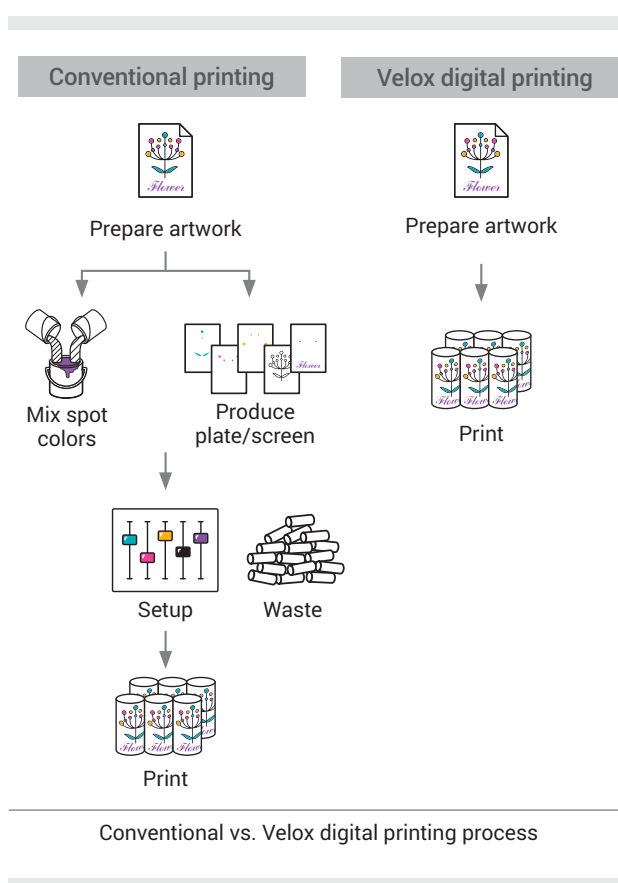 Conventional printing
Velox digital printing
Flower
Flower
Prepare artwork
Prepare artwork
Flower
Mix spot
colors
Produce
plate/screen
Print
Setup
Waste
Print
Conventional vs. Velox digital printing process